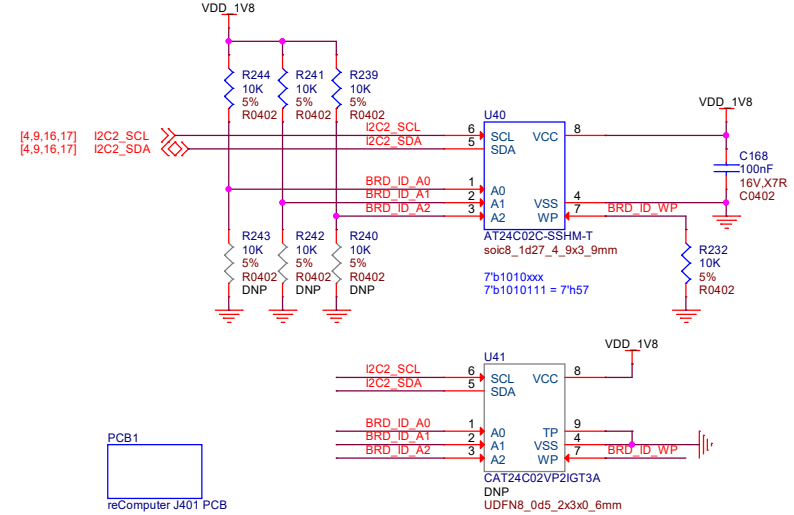 VDD_1V8
R244
10K
5%
R0402
R241
10K
5%
R0402
R239
10K
5%
R0402
[4,9,16,17] I2C2_SCL
[4,9,16,17] I2C2_SDA
I2C2_SCL
I2C2_SDA
BRD_ID_A0
BRD_ID_A1
BRD_ID_A2
6
5
1
2
3
U40
SCL
SDA
A0
A1
A2
VCC
VSS
WP
8
4
7
BRD_ID_WP
AT24C02C-SSHM-T
soic8_1d27_4_9x3_9mm
7'b1010xxx
7'b1010111 = 7'h57
VDD_1V8
C168
100nF
16V,X7R
C0402
R232
10K
5%
R0402
R243
10K
5%
R0402
DNP
R242
10K
5%
R0402
DNP
R240
10K
5%
R0402
DNP
I2C2_SCL
I2C2_SDA
BRD_ID_A0
BRD_ID_A1
BRD_ID_A2
6
5
1
2
3
U41
SCL
SDA
A0
A1
A2
VCC
TP
VSS
WP
8
9
4
7
VDD_1V8
BRD_ID_WP
CAT24C02VP2IGT3A
DNP
UDFN8_0d5_2x3x0_6mm
PCB1
reComputer J401 PCB